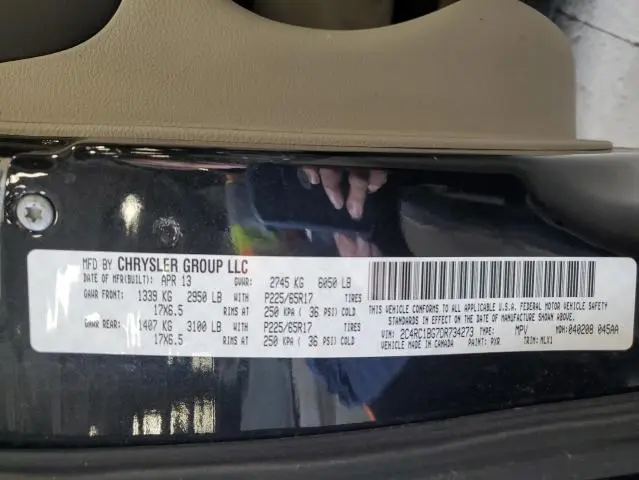 MFD BY CHRYSLER GROUP LLC
DATE OF MFR(BUILT): APR 13 GVWR: 2745 KG 6050 LB
GAWR FRONT: 1339 KG 2950 LB WITH P225/65R17 TIRES
17X6.5 RIMS AT 250 KPA ( 36 PSI) COLD
GAWR REAR: 1407 KG 3100 LB WITH P225/65R17 TIRES
17X6.5 RIMS AT 250 KPA ( 36 PSI) COLD
THIS VEHICLE CONFORMS TO ALL APPLICABLE U.S.A. FEDERAL MOTOR VEHICLE SAFETY
STANDARDS IN EFFECT ON THE DATE OF MANUFACTURE SHOWN ABOVE.
VIN: 2C4RC1BG7DR734273 TYPE: MPV MDH: 040208 045AA
VEHICLE MADE IN CANADA PAINT: PXR TRIM: MLX1